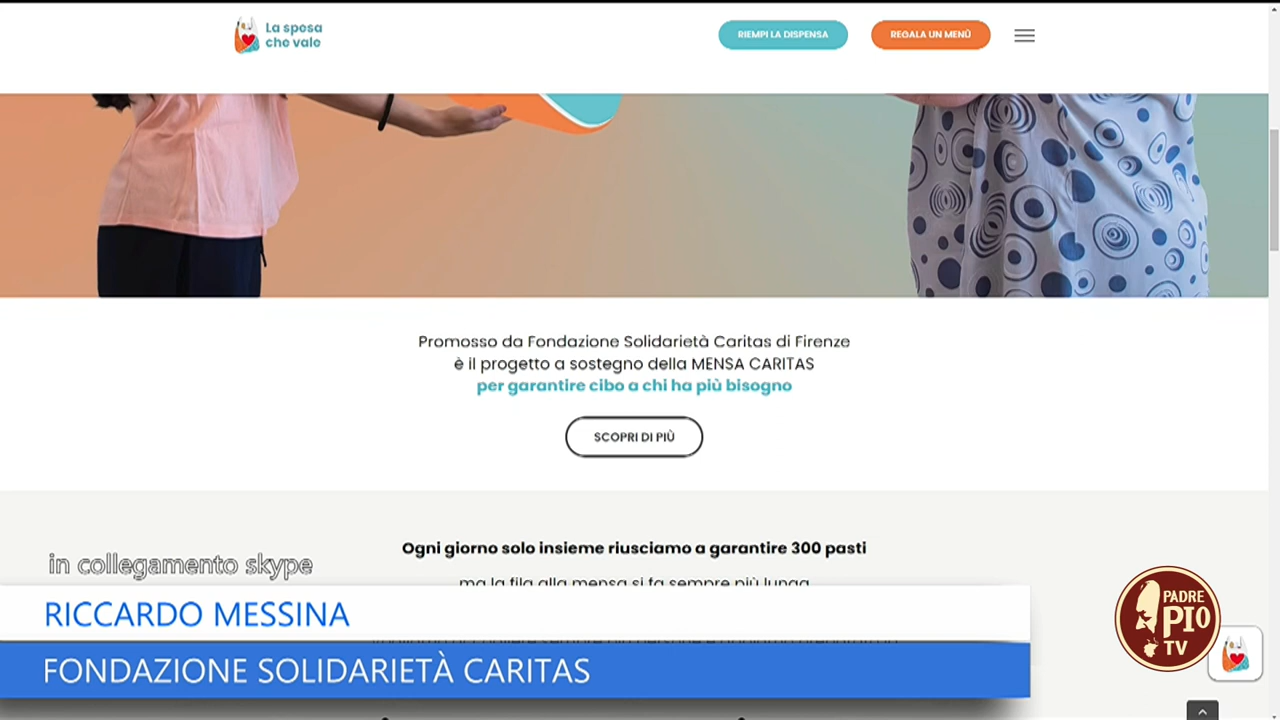 La spesa
che vale
RIEMPI LA DISPENSA
REGALA UN MENÙ
Promosso da Fondazione Solidarietà Caritas di Firenze
è il progetto a sostegno della MENSA CARITAS
per garantire cibo a chi ha più bisogno
SCOPRI DI PIÙ
Ogni giorno solo insieme riusciamo a garantire 300 pasti
ma la fila alla mensa si fa sempre più lunga
in collegamento skype
RICCARDO MESSINA
FONDAZIONE SOLIDARIETÀ CARITAS
PADRE
PIO
TV